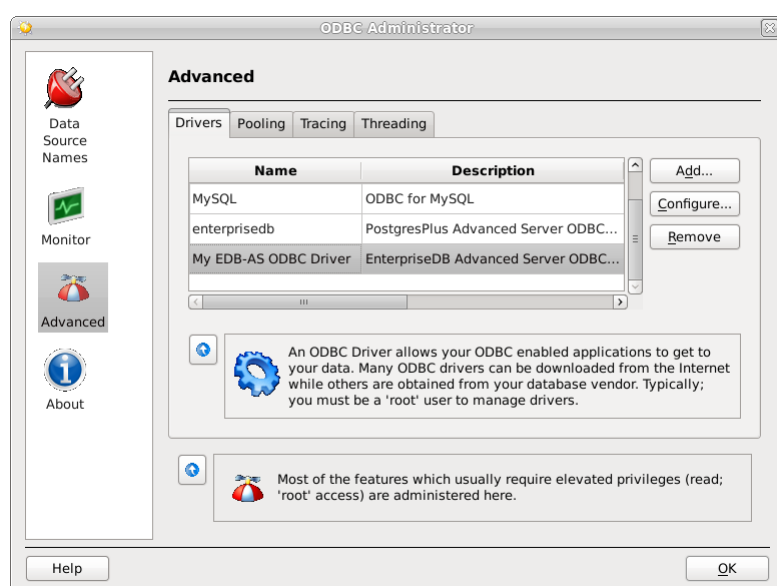 ODBC Administrator
Data
Source
Names
Monitor
Advanced
About
Advanced
Drivers Pooling Tracing Threading
Name Description
MySQL ODBC for MySQL
enterprisedb PostgresPlus Advanced Server ODBC...
My EDB-AS ODBC Driver EnterpriseDB Advanced Server ODBC...
Add...
Configure...
Remove
An ODBC Driver allows your ODBC enabled applications to get to
your data. Many ODBC drivers can be downloaded from the Internet
while others are obtained from your database vendor. Typically;
you must be a 'root' user to manage drivers.
Most of the features which usually require elevated privileges (read;
'root' access) are administered here.
Help OK